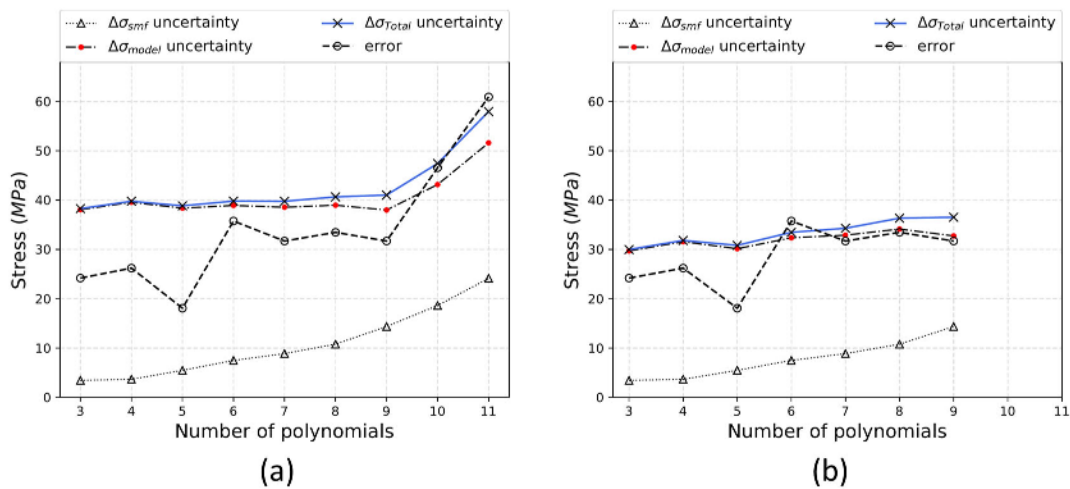 Δσsmf uncertainty
Δσmodel uncertainty
ΔσTotal uncertainty
error
60
50
40
30
20
10
0
Stress (MPa)
3 4 5 6 7 8 9 10 11
Number of polynomials
(a)
Δσsmf uncertainty
Δσmodel uncertainty
ΔσTotal uncertainty
error
60
50
40
30
20
10
0
Stress (MPa)
3 4 5 6 7 8 9 10 11
Number of polynomials
(b)